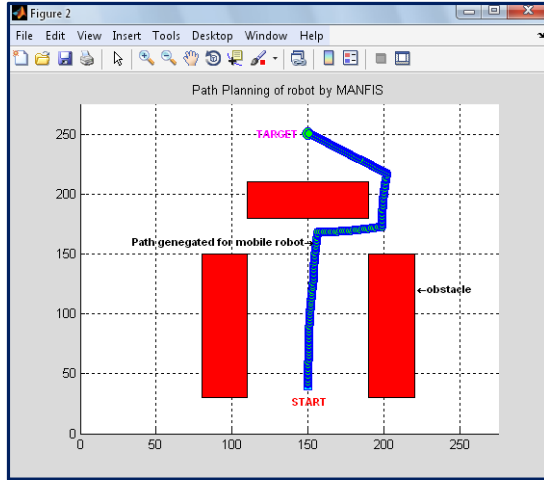 Figure 2
File Edit View Insert Tools Desktop Window Help
Path Planning of robot by MANFIS
250
TARGET
200
Path genegated for mobile robot→
150
←obstacle
100
50
START
0
0 50 100 150 200 250